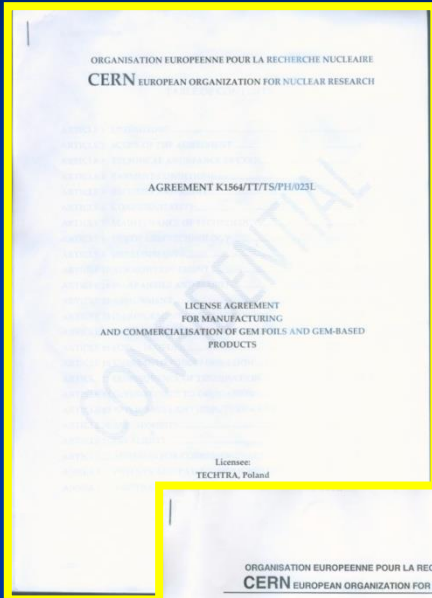 ORGANISATION EUROPEENNE POUR LA RECHERCHE NUCLEAIRE
CERN EUROPEAN ORGANIZATION FOR NUCLEAR RESEARCH
AGREEMENT K1564/TT/TS/PH/023L
CONFIDENTIAL
LICENSE AGREEMENT
FOR MANUFACTURING
AND COMMERCIALISATION OF GEM FOILS AND GEM-BASED
PRODUCTS
Licensee:
TECHTRA, Poland
ORGANISATION EUROPEENNE POUR LA REC
CERN EUROPEAN ORGANIZATION FOR